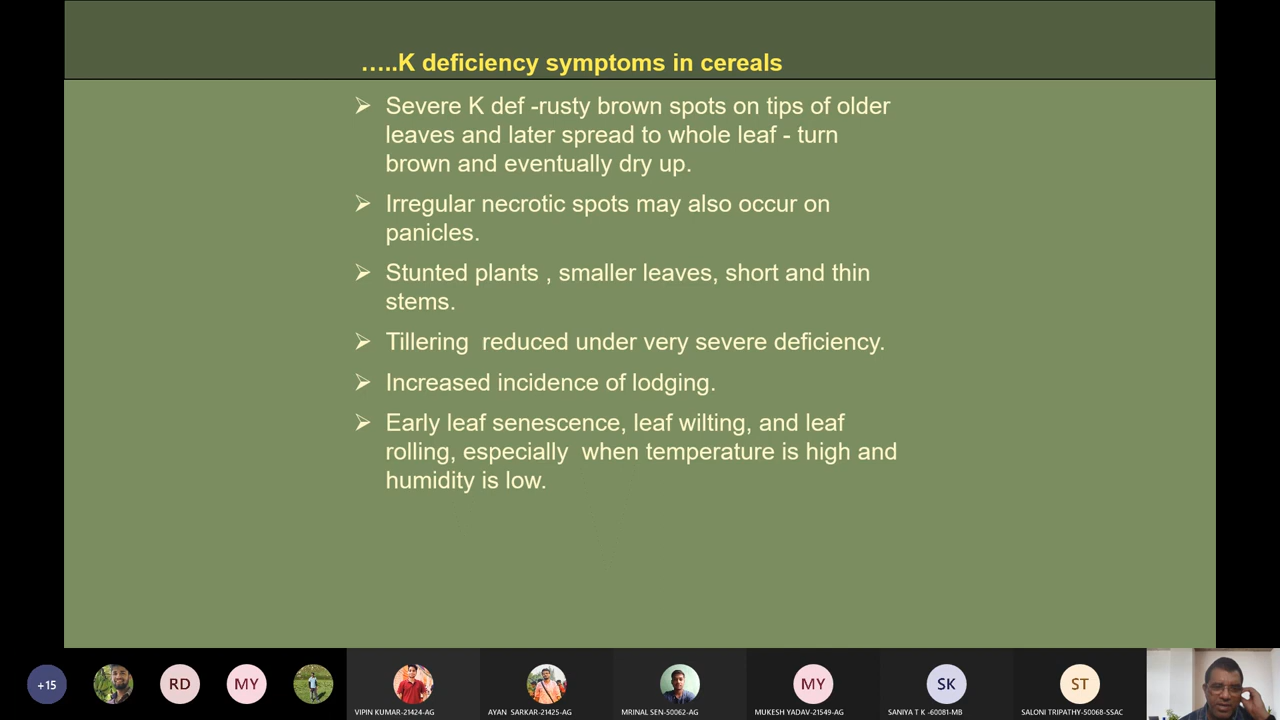 …..K deficiency symptoms in cereals
➢ Severe K def -rusty brown spots on tips of older
leaves and later spread to whole leaf - turn
brown and eventually dry up.
➢ Irregular necrotic spots may also occur on
panicles.
➢ Stunted plants , smaller leaves, short and thin
stems.
➢ Tillering  reduced under very severe deficiency.
➢ Increased incidence of lodging.
➢ Early leaf senescence, leaf wilting, and leaf
rolling, especially  when temperature is high and
humidity is low.
+15
RD
MY
MY
SK
ST
VIPIN KUMAR-21424-AG
AYAN  SARKAR-21425-AG
MRINAL SEN-50062-AG
MUKESH YADAV-21549-AG
SANIYA T K -60081-MB
SALONI TRIPATHY-50068-SSAC